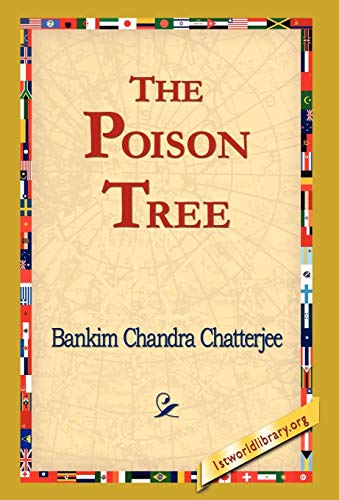 THE
POISON
TREE
Bankim Chandra Chatterjee
1stworldlibrary.org